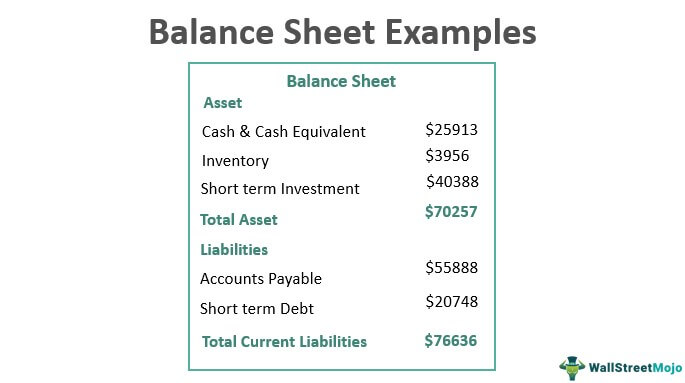 Balance Sheet Examples
Balance Sheet
Asset
Cash & Cash Equivalent $25913
Inventory $3956
Short term Investment $40388
Total Asset $70257
Liabilities
Accounts Payable $55888
Short term Debt $20748
Total Current Liabilities $76636
WallStreetMojo